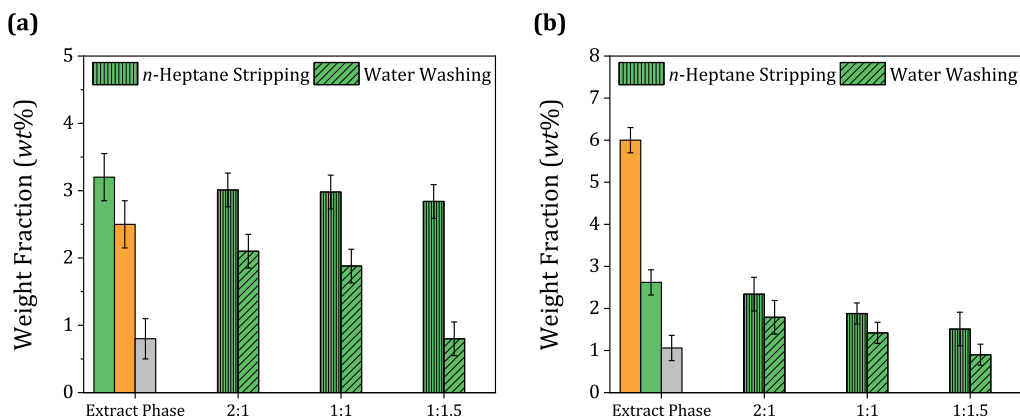 (a)
n-Heptane Stripping
Water Washing
Weight Fraction (wt%)
5
4
3
2
1
0
Extract Phase
2:1
1:1
1:1.5
(b)
n-Heptane Stripping
Water Washing
Weight Fraction (wt%)
8
7
6
5
4
3
2
1
0
Extract Phase
2:1
1:1
1:1.5